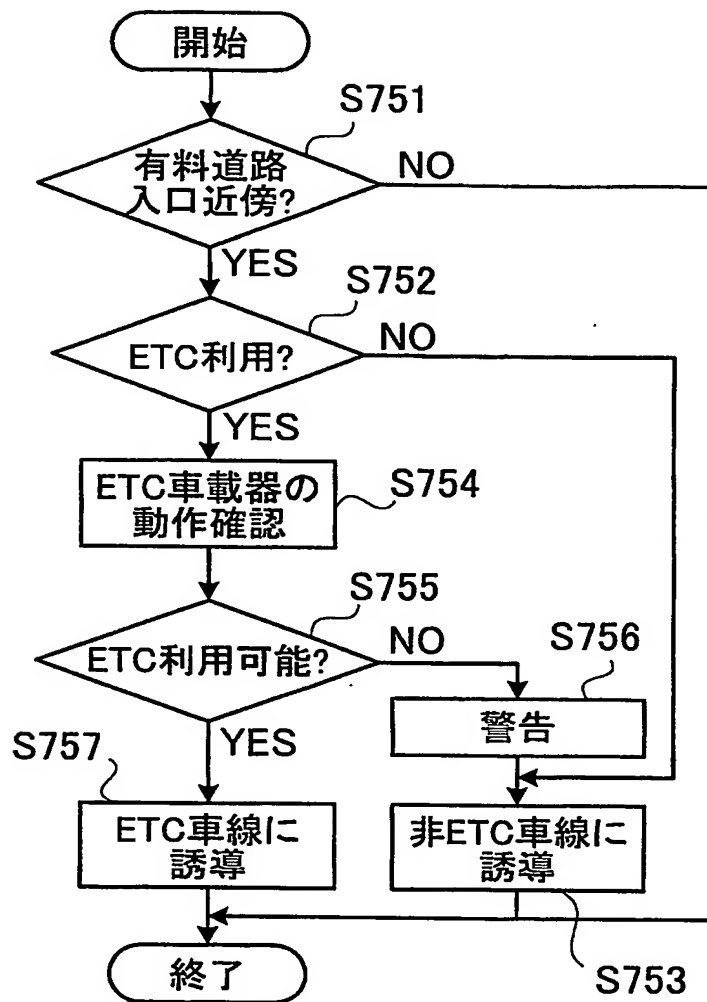 開始
S751
有料道路
入口近傍?
NO
YES
S752
ETC利用?
NO
YES
ETC車載器の
動作確認
S754
S755
ETC利用可能?
NO
S756
警告
YES
S757
ETC車線に
誘導
非ETC車線に
誘導
S753
終了